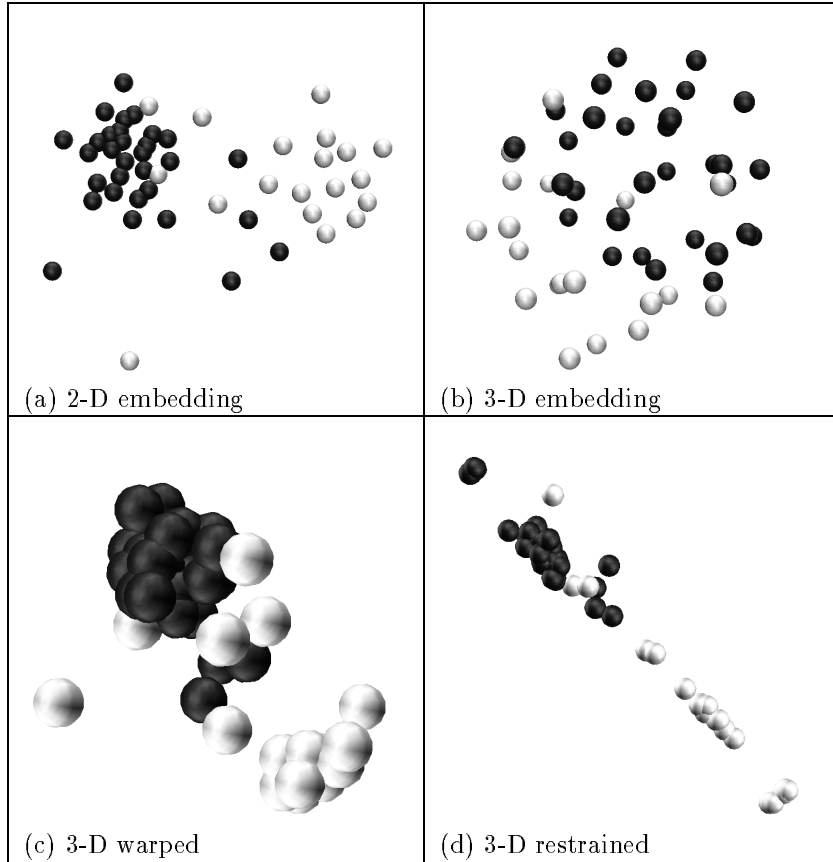 (a) 2-D embedding
(b) 3-D embedding
(c) 3-D warped
(d) 3-D restrained